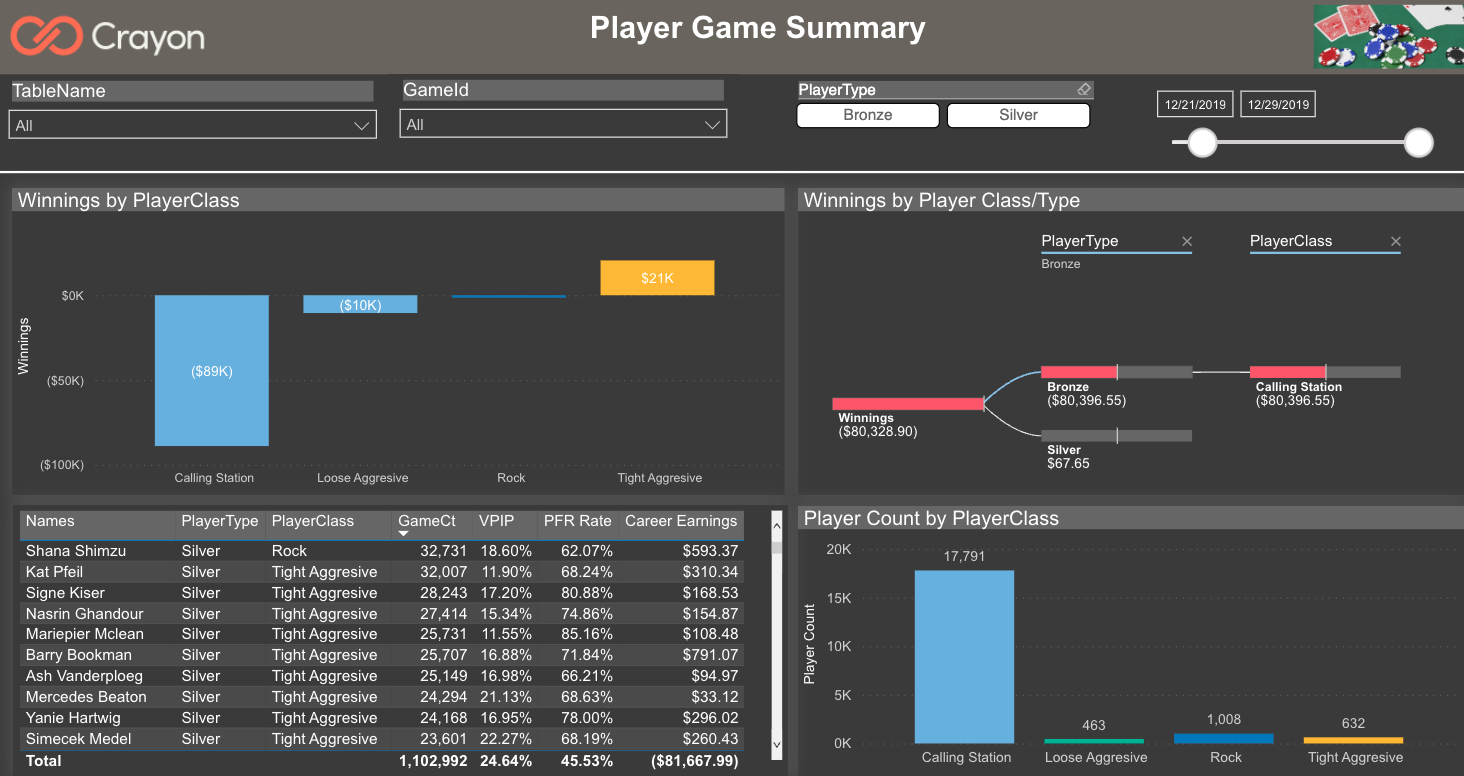 Crayon
Player Game Summary
TableName
All
GameId
All
PlayerType
Bronze Silver
12/21/2019 12/29/2019
Winnings by PlayerClass
Winnings
$0K
($50K)
($100K)
($89K)
($10K)
$21K
Calling Station Loose Aggresive Rock Tight Aggresive
Winnings by Player Class/Type
PlayerType PlayerClass
Bronze
Winnings
($80,328.90)
Bronze
($80,396.55)
Silver
$67.65
Calling Station
($80,396.55)
Names PlayerType PlayerClass GameCt VPIP PFR Rate Career Earnings
Shana Shimzu Silver Rock 32,731 18.60% 62.07% $593.37
Kat Pfeil Silver Tight Aggresive 32,007 11.90% 68.24% $310.34
Signe Kiser Silver Tight Aggresive 28,243 17.20% 80.88% $168.53
Nasrin Ghandour Silver Tight Aggresive 27,414 15.34% 74.86% $154.87
Mariepier Mclean Silver Tight Aggresive 25,731 11.55% 85.16% $108.48
Barry Bookman Silver Tight Aggresive 25,707 16.88% 71.84% $791.07
Ash Vanderploeg Silver Tight Aggresive 25,149 16.98% 66.21% $94.97
Mercedes Beaton Silver Tight Aggresive 24,294 21.13% 68.63% $33.12
Yanie Hartwig Silver Tight Aggresive 24,168 16.95% 78.00% $296.02
Simecek Medel Silver Tight Aggresive 23,601 22.27% 68.19% $260.43
Total 1,102,992 24.64% 45.53% ($81,667.99)
Player Count by PlayerClass
Player Count
20K
15K
10K
5K
0K
17,791
463
1,008
632
Calling Station Loose Aggresive Rock Tight Aggresive